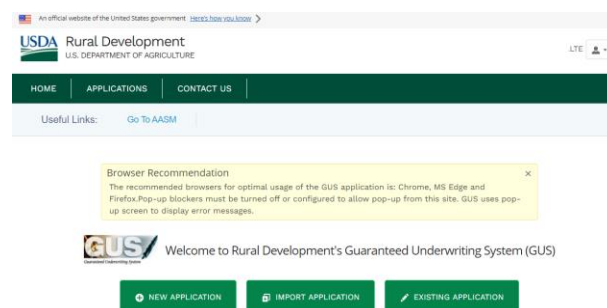 An official website of the United States government Here's how you know
USDA Rural Development
U.S. DEPARTMENT OF AGRICULTURE
LTE
HOME APPLICATIONS CONTACT US
Useful Links: Go To AASM
Browser Recommendation ×
The recommended browsers for optimal usage of the GUS application is: Chrome, MS Edge and
Firefox.Pop-up blockers must be turned off or configured to allow pop-up from this site. GUS uses pop-
up screen to display error messages.
GUS Welcome to Rural Development's Guaranteed Underwriting System (GUS)
Guaranteed Underwriting System
NEW APPLICATION IMPORT APPLICATION EXISTING APPLICATION